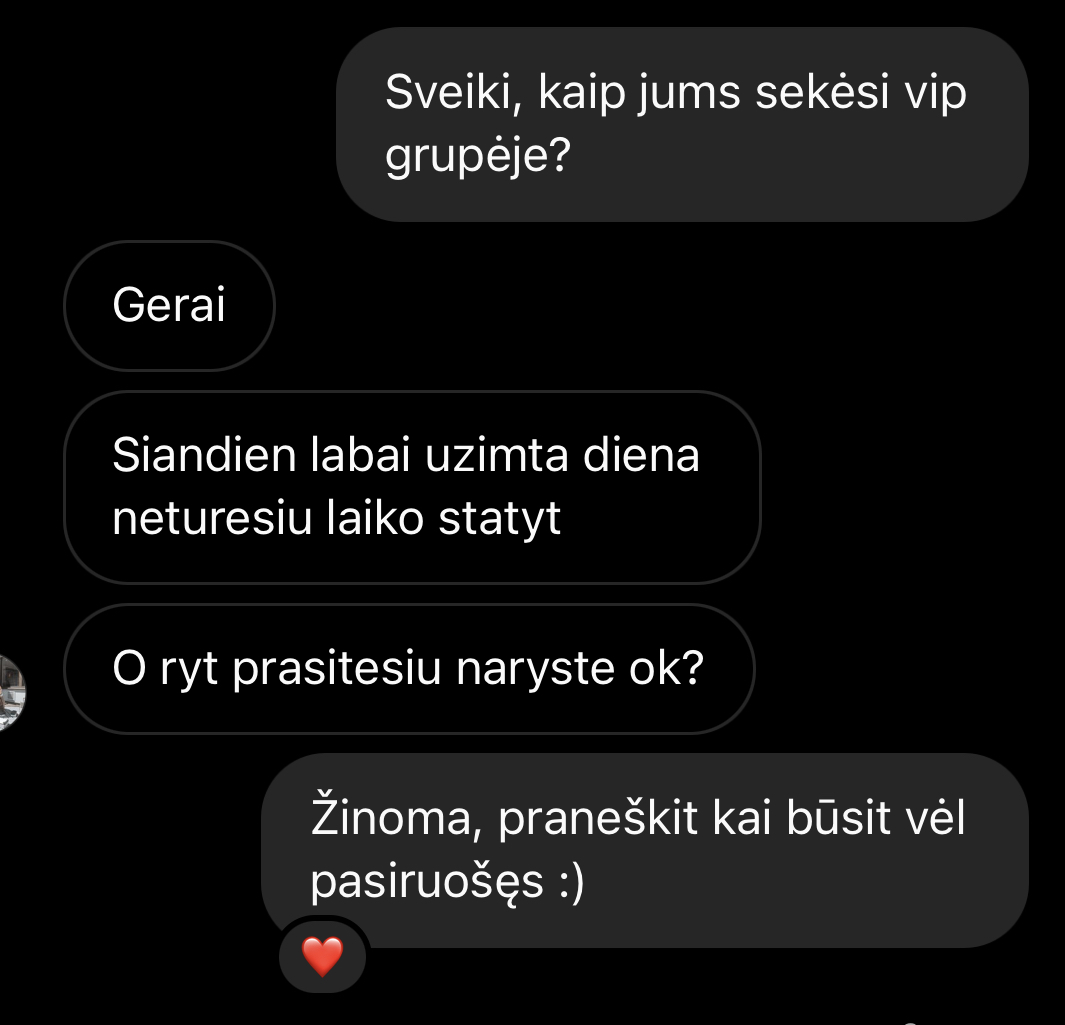 Sveiki, kaip jums sekėsi vip
grupėje?
Gerai
Siandien labai uzimta diena
neturesiu laiko statyt
O ryt prasitesiu naryste ok?
Žinoma, praneškit kai būsit vėl
pasiruošęs :)